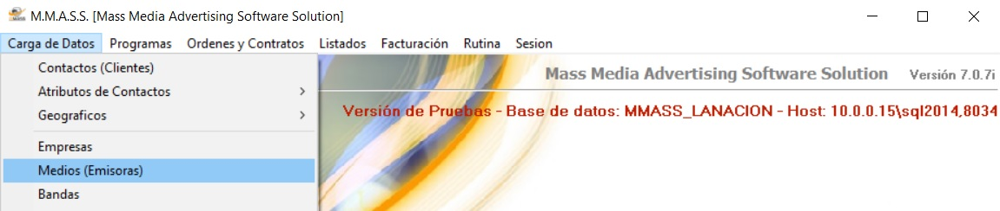 M.M.A.S.S. [Mass Media Advertising Software Solution]
Carga de Datos Programas Ordenes y Contratos Listados Facturación Rutina Sesion
Contactos (Clientes)
Atributos de Contactos
Geograficos
Empresas
Medios (Emisoras)
Bandas
Mass Media Advertising Software Solution Versión 7.0.7i
Versión de Pruebas - Base de datos: MMASS_LANACION - Host: 10.0.0.15\sql2014,8034